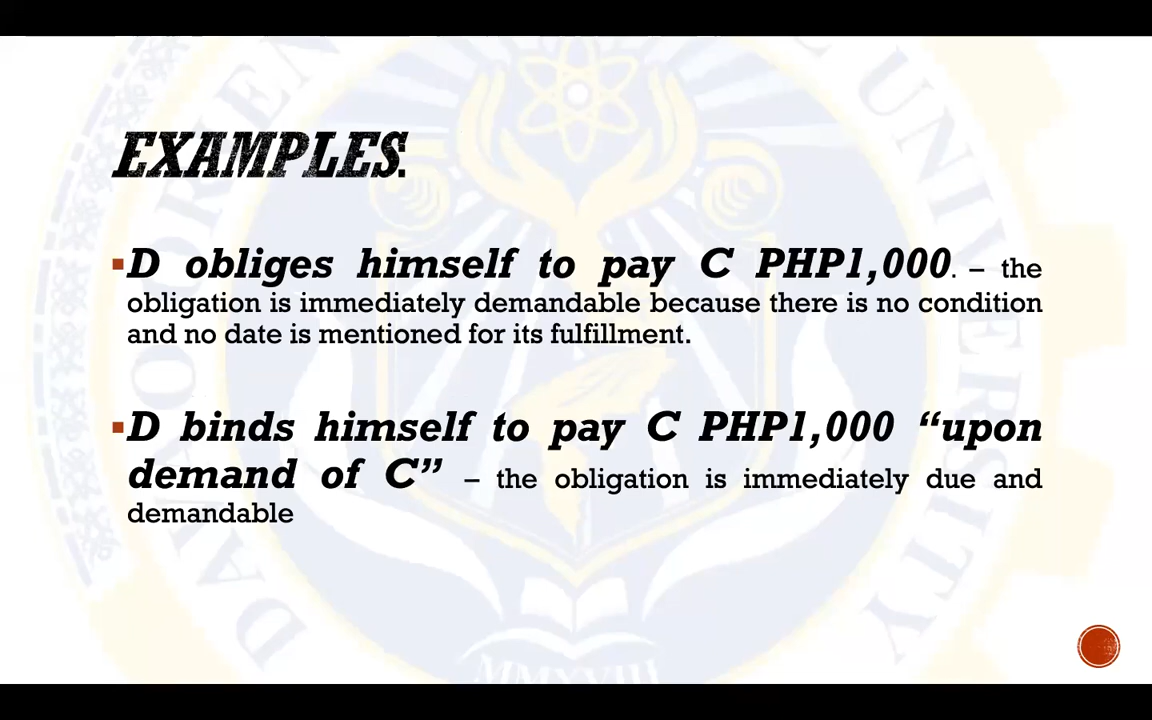 EXAMPLES:
▪D obliges himself to pay C PHP1,000. – the
obligation is immediately demandable because there is no condition
and no date is mentioned for its fulfillment.
▪D binds himself to pay C PHP1,000 “upon
demand of C” – the obligation is immediately due and
demandable
UNIVERSITY
MMXVIII